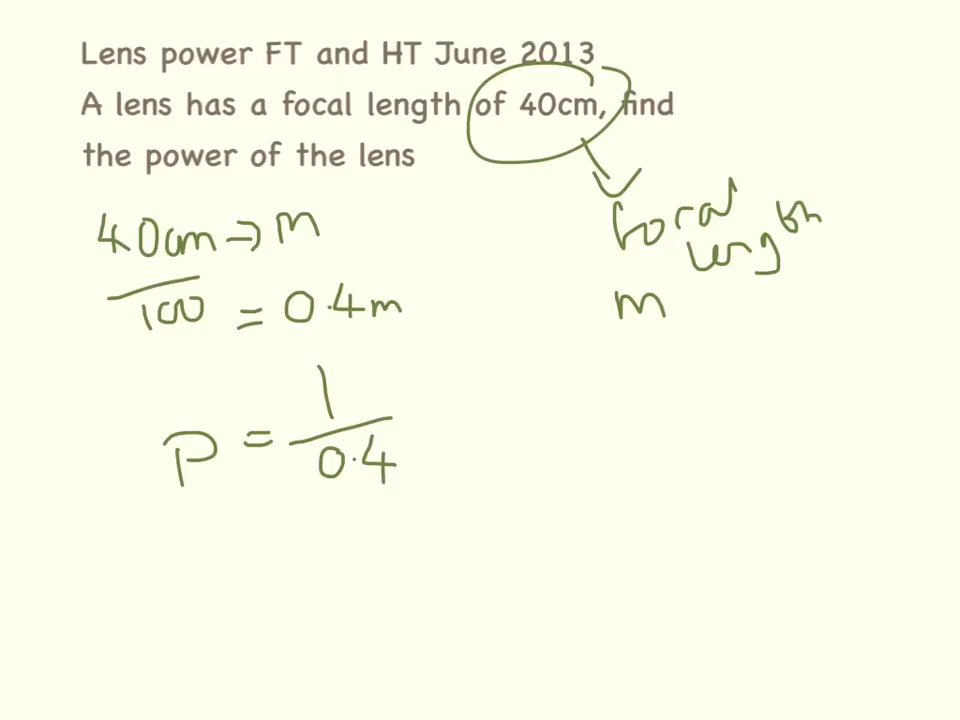 Lens power FT and HT June 2013
A lens has a focal length of 40cm, find
the power of the lens
40cm → m
100 = 0.4m
focal
length
m
P = 1
0.4